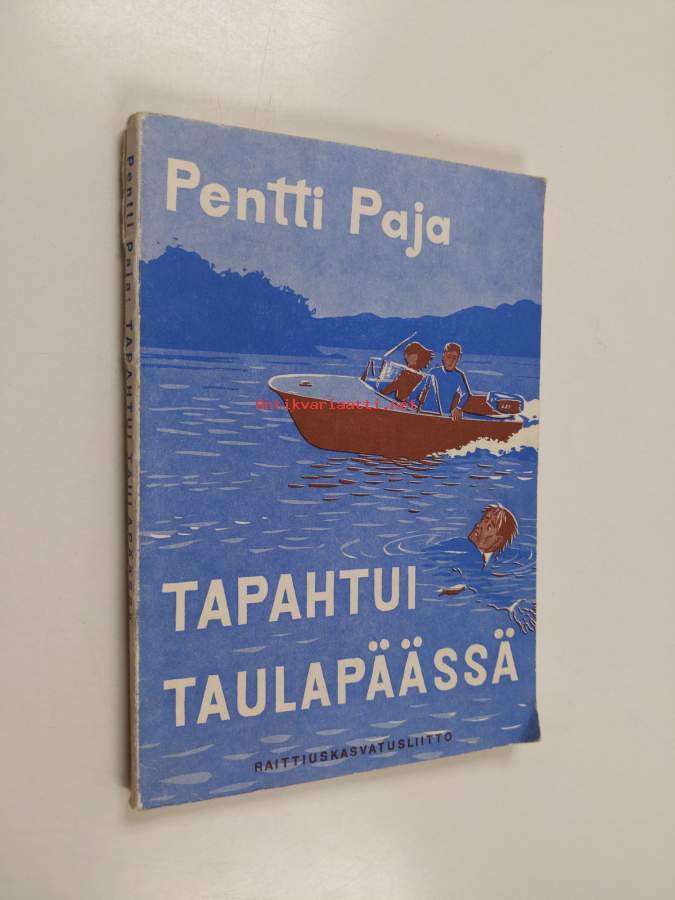 Pentti Paja
TAPAHTUI
TAULAPÄÄSSÄ
RAITTIUSKASVATUSLIITTO
Pentti Paja: TAPAHTUI TAULAPÄÄSSÄ
Antikvariaatti.net